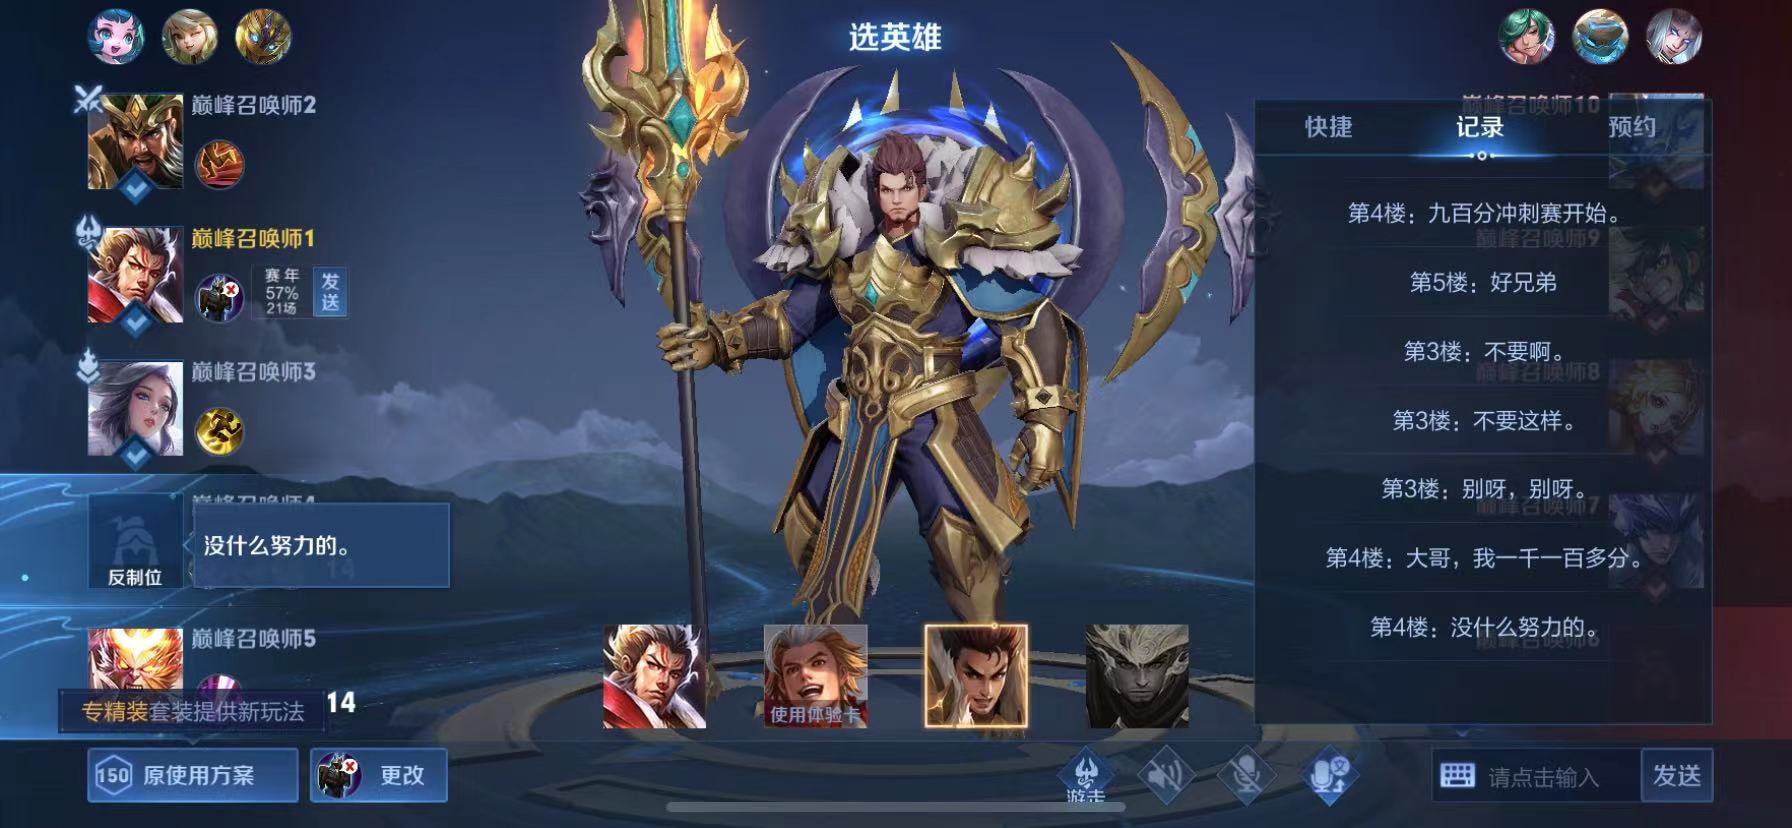 选英雄
巅峰召唤师2
巅峰召唤师1
赛年
57%
21场
发送
巅峰召唤师3
巅峰召唤师4
没什么努力的。
反制位
14
巅峰召唤师5
专精装套装提供新玩法
14
150
原使用方案
更改
使用体验卡
游走
快捷
记录
预约
巅峰召唤师10
第4楼：九百分冲刺赛开始。
巅峰召唤师9
第5楼：好兄弟
第3楼：不要啊。
巅峰召唤师8
第3楼：不要这样。
第3楼：别呀，别呀。
巅峰召唤师7
第4楼：大哥，我一千一百多分。
第4楼：没什么努力的。
巅峰召唤师6
请点击输入
发送